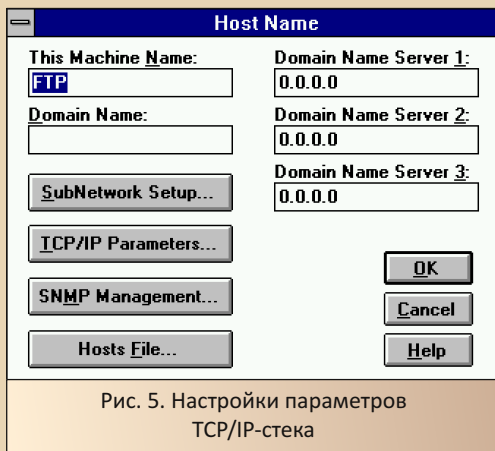 Host Name
This Machine Name:
FTP
Domain Name:
SubNetwork Setup...
TCP/IP Parameters...
SNMP Management...
Hosts File...
Domain Name Server 1:
0.0.0.0
Domain Name Server 2:
0.0.0.0
Domain Name Server 3:
0.0.0.0
OK
Cancel
Help
Рис. 5. Настройки параметров
TCP/IP-стека